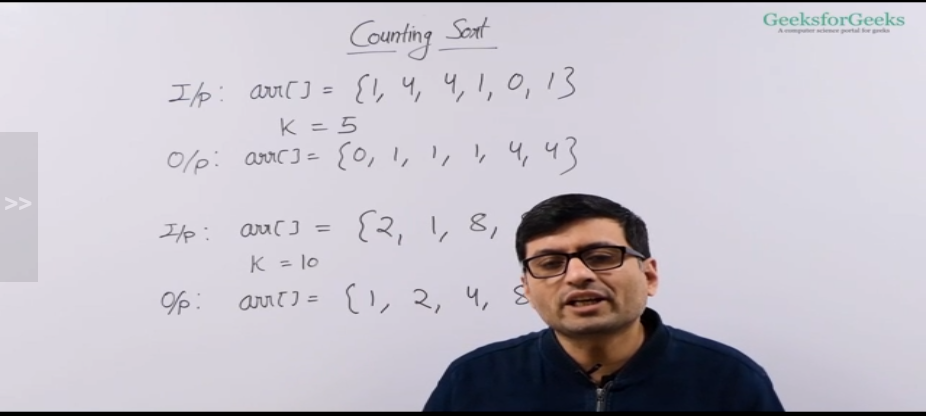 GeeksforGeeks
A computer science portal for geeks
Counting Sort
I/p: arr[] = {1, 4, 4, 1, 0, 1}
K = 5
O/p: arr[] = {0, 1, 1, 1, 4, 4}
I/p: arr[] = {2, 1, 8,
K = 10
O/p: arr[] = {1, 2, 4, 8
>>